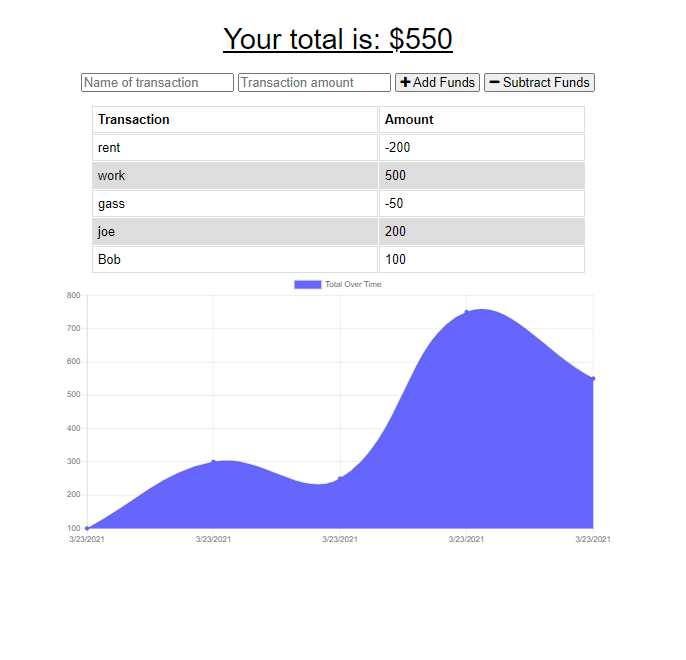 Your total is: $550
Name of transaction Transaction amount + Add Funds − Subtract Funds
Transaction Amount
rent -200
work 500
gass -50
joe 200
Bob 100
Total Over Time
800
700
600
500
400
300
200
100
3/23/2021 3/23/2021 3/23/2021 3/23/2021 3/23/2021